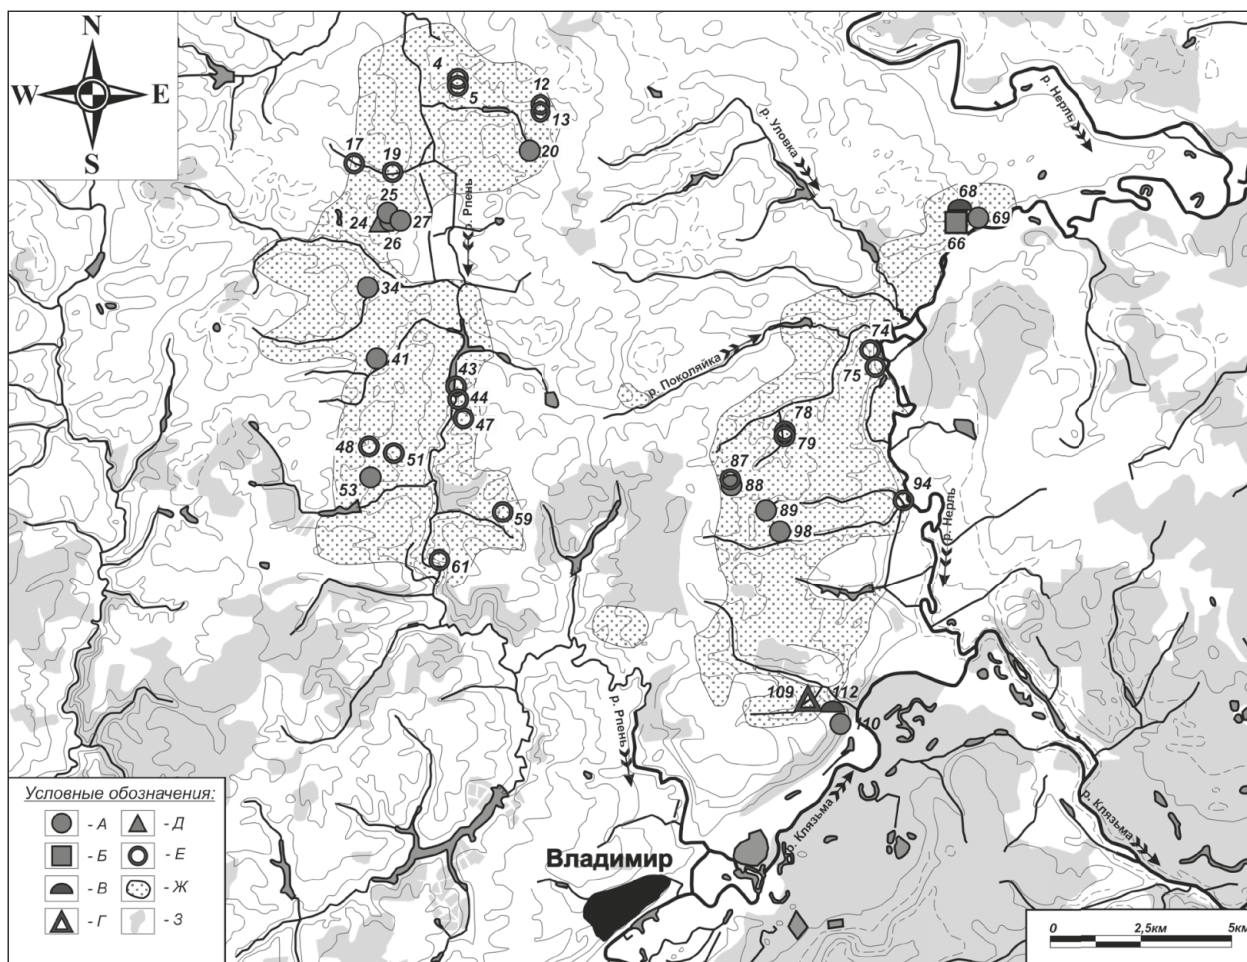 N
W E
S
4
5
12
13
20
17
19
25
24
27
26
34
41
43
44
47
48
51
53
59
61
р. Рпень
р. Уловка
р. Нерль
68
69
66
р. Поколяйка
74
75
78
79
87
88
89
98
94
р. Нерль
109
112
110
р. Рпень
р. Клязьма
р. Клязьма
Владимир
Условные обозначения:
- А - Д
- Б - Е
- В - Ж
- Г - З
0 2,5км 5км